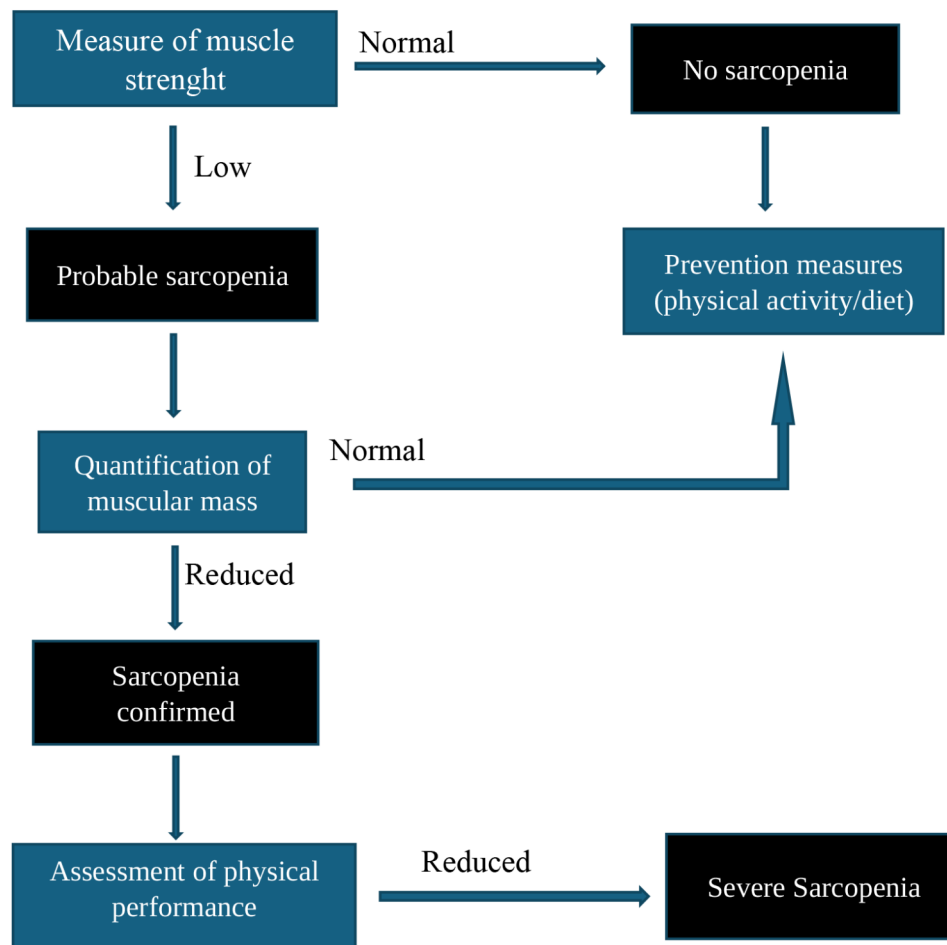 Measure of muscle
strenght
Normal
No sarcopenia
Low
Probable sarcopenia
Prevention measures
(physical activity/diet)
Quantification of
muscular mass
Normal
Reduced
Sarcopenia
confirmed
Assessment of physical
performance
Reduced
Severe Sarcopenia